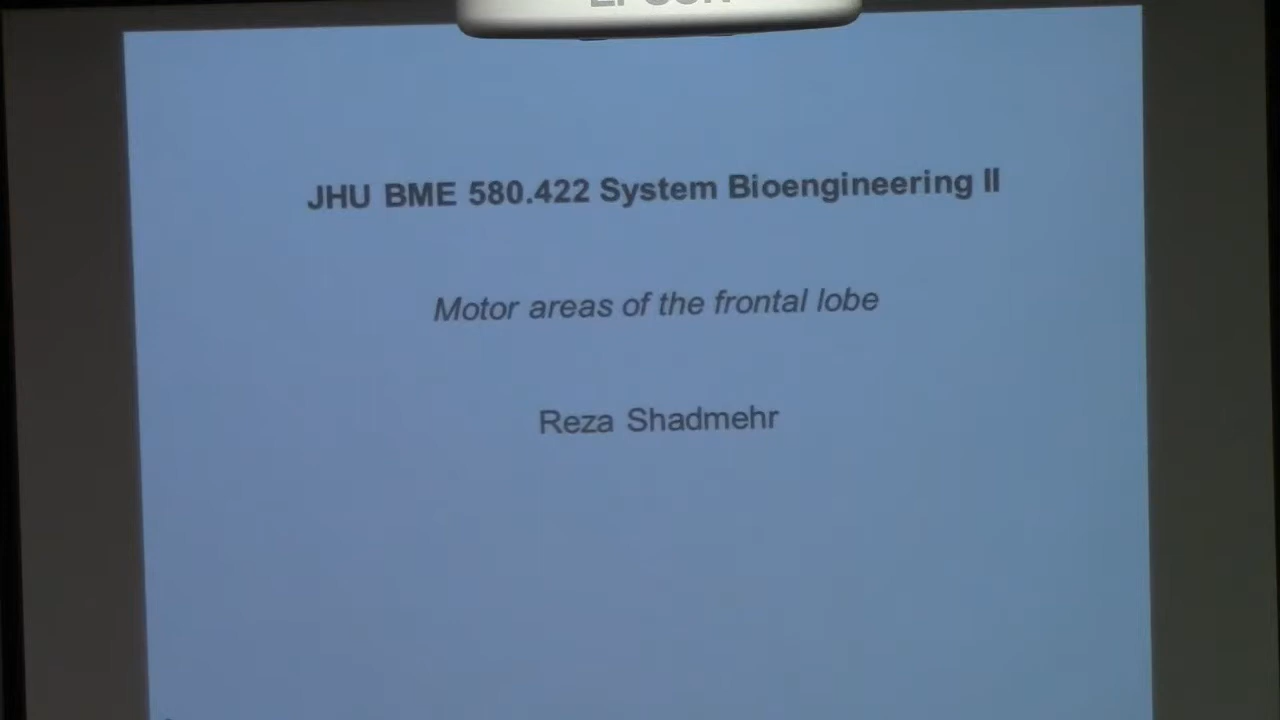 JHU BME 580.422 System Bioengineering II
Motor areas of the frontal lobe
Reza Shadmehr